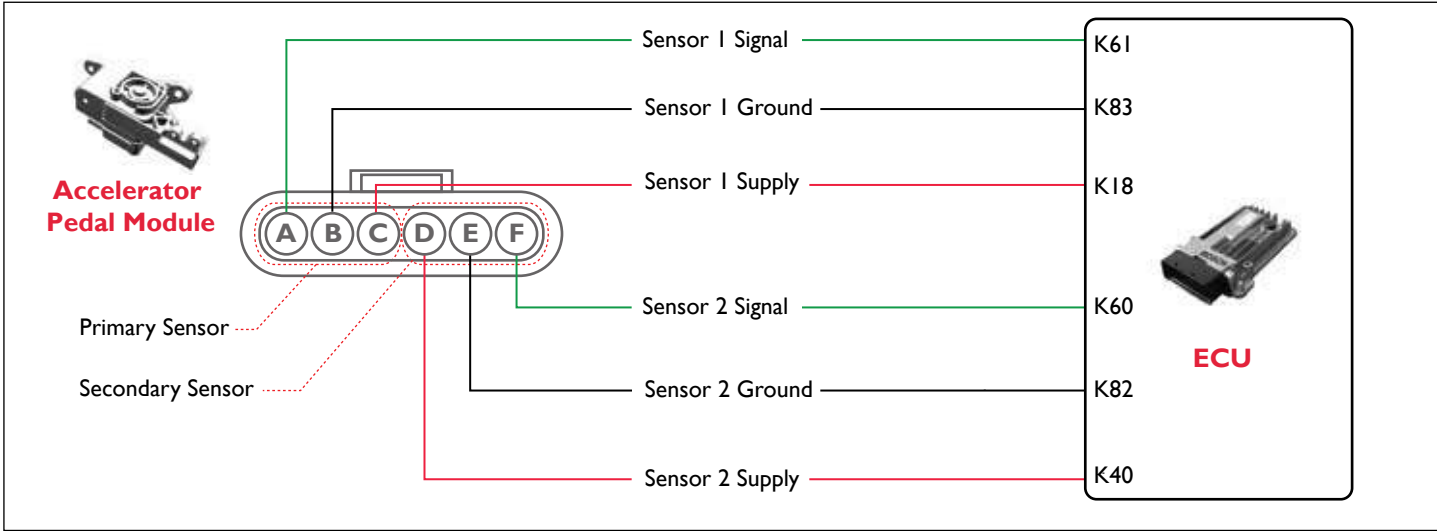 Sensor 1 Signal
K61
Sensor 1 Ground
K83
Sensor 1 Supply
K18
Accelerator
Pedal Module
A B C D E F
Sensor 2 Signal
K60
Primary Sensor
ECU
Secondary Sensor
Sensor 2 Ground
K82
Sensor 2 Supply
K40